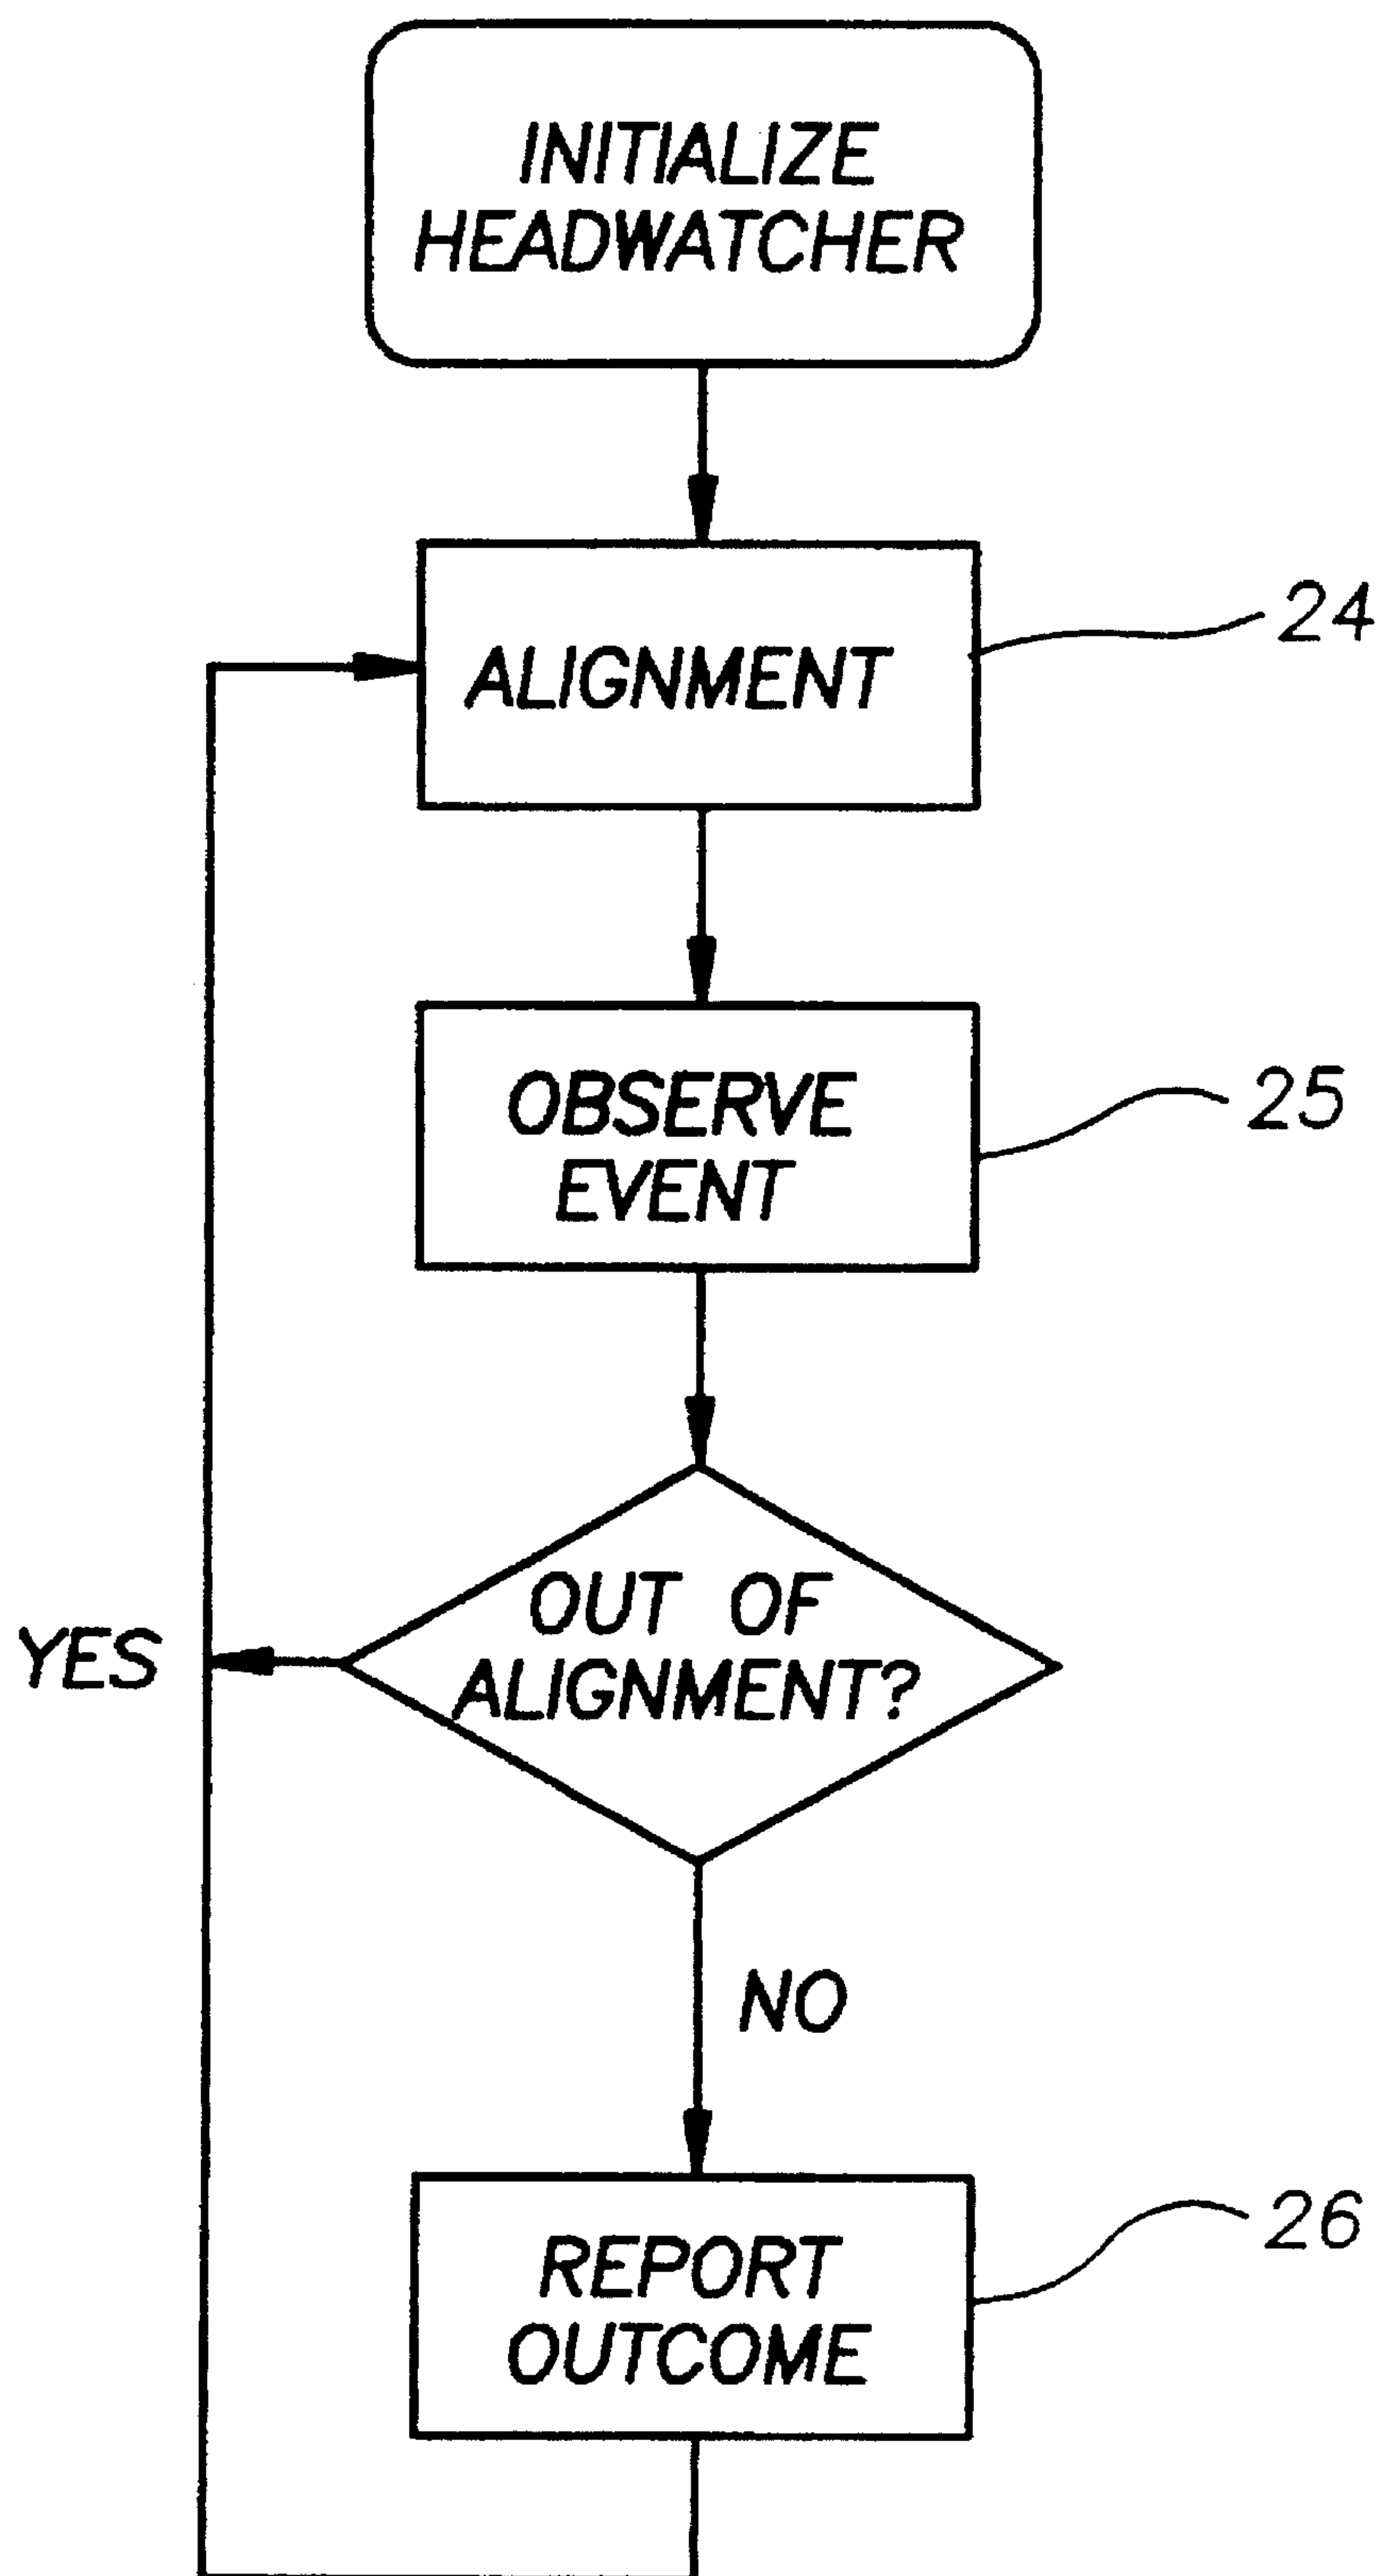 INITIALIZE
HEADWATCHER
ALIGNMENT
24
OBSERVE
EVENT
25
OUT OF
ALIGNMENT?
YES
NO
REPORT
OUTCOME
26